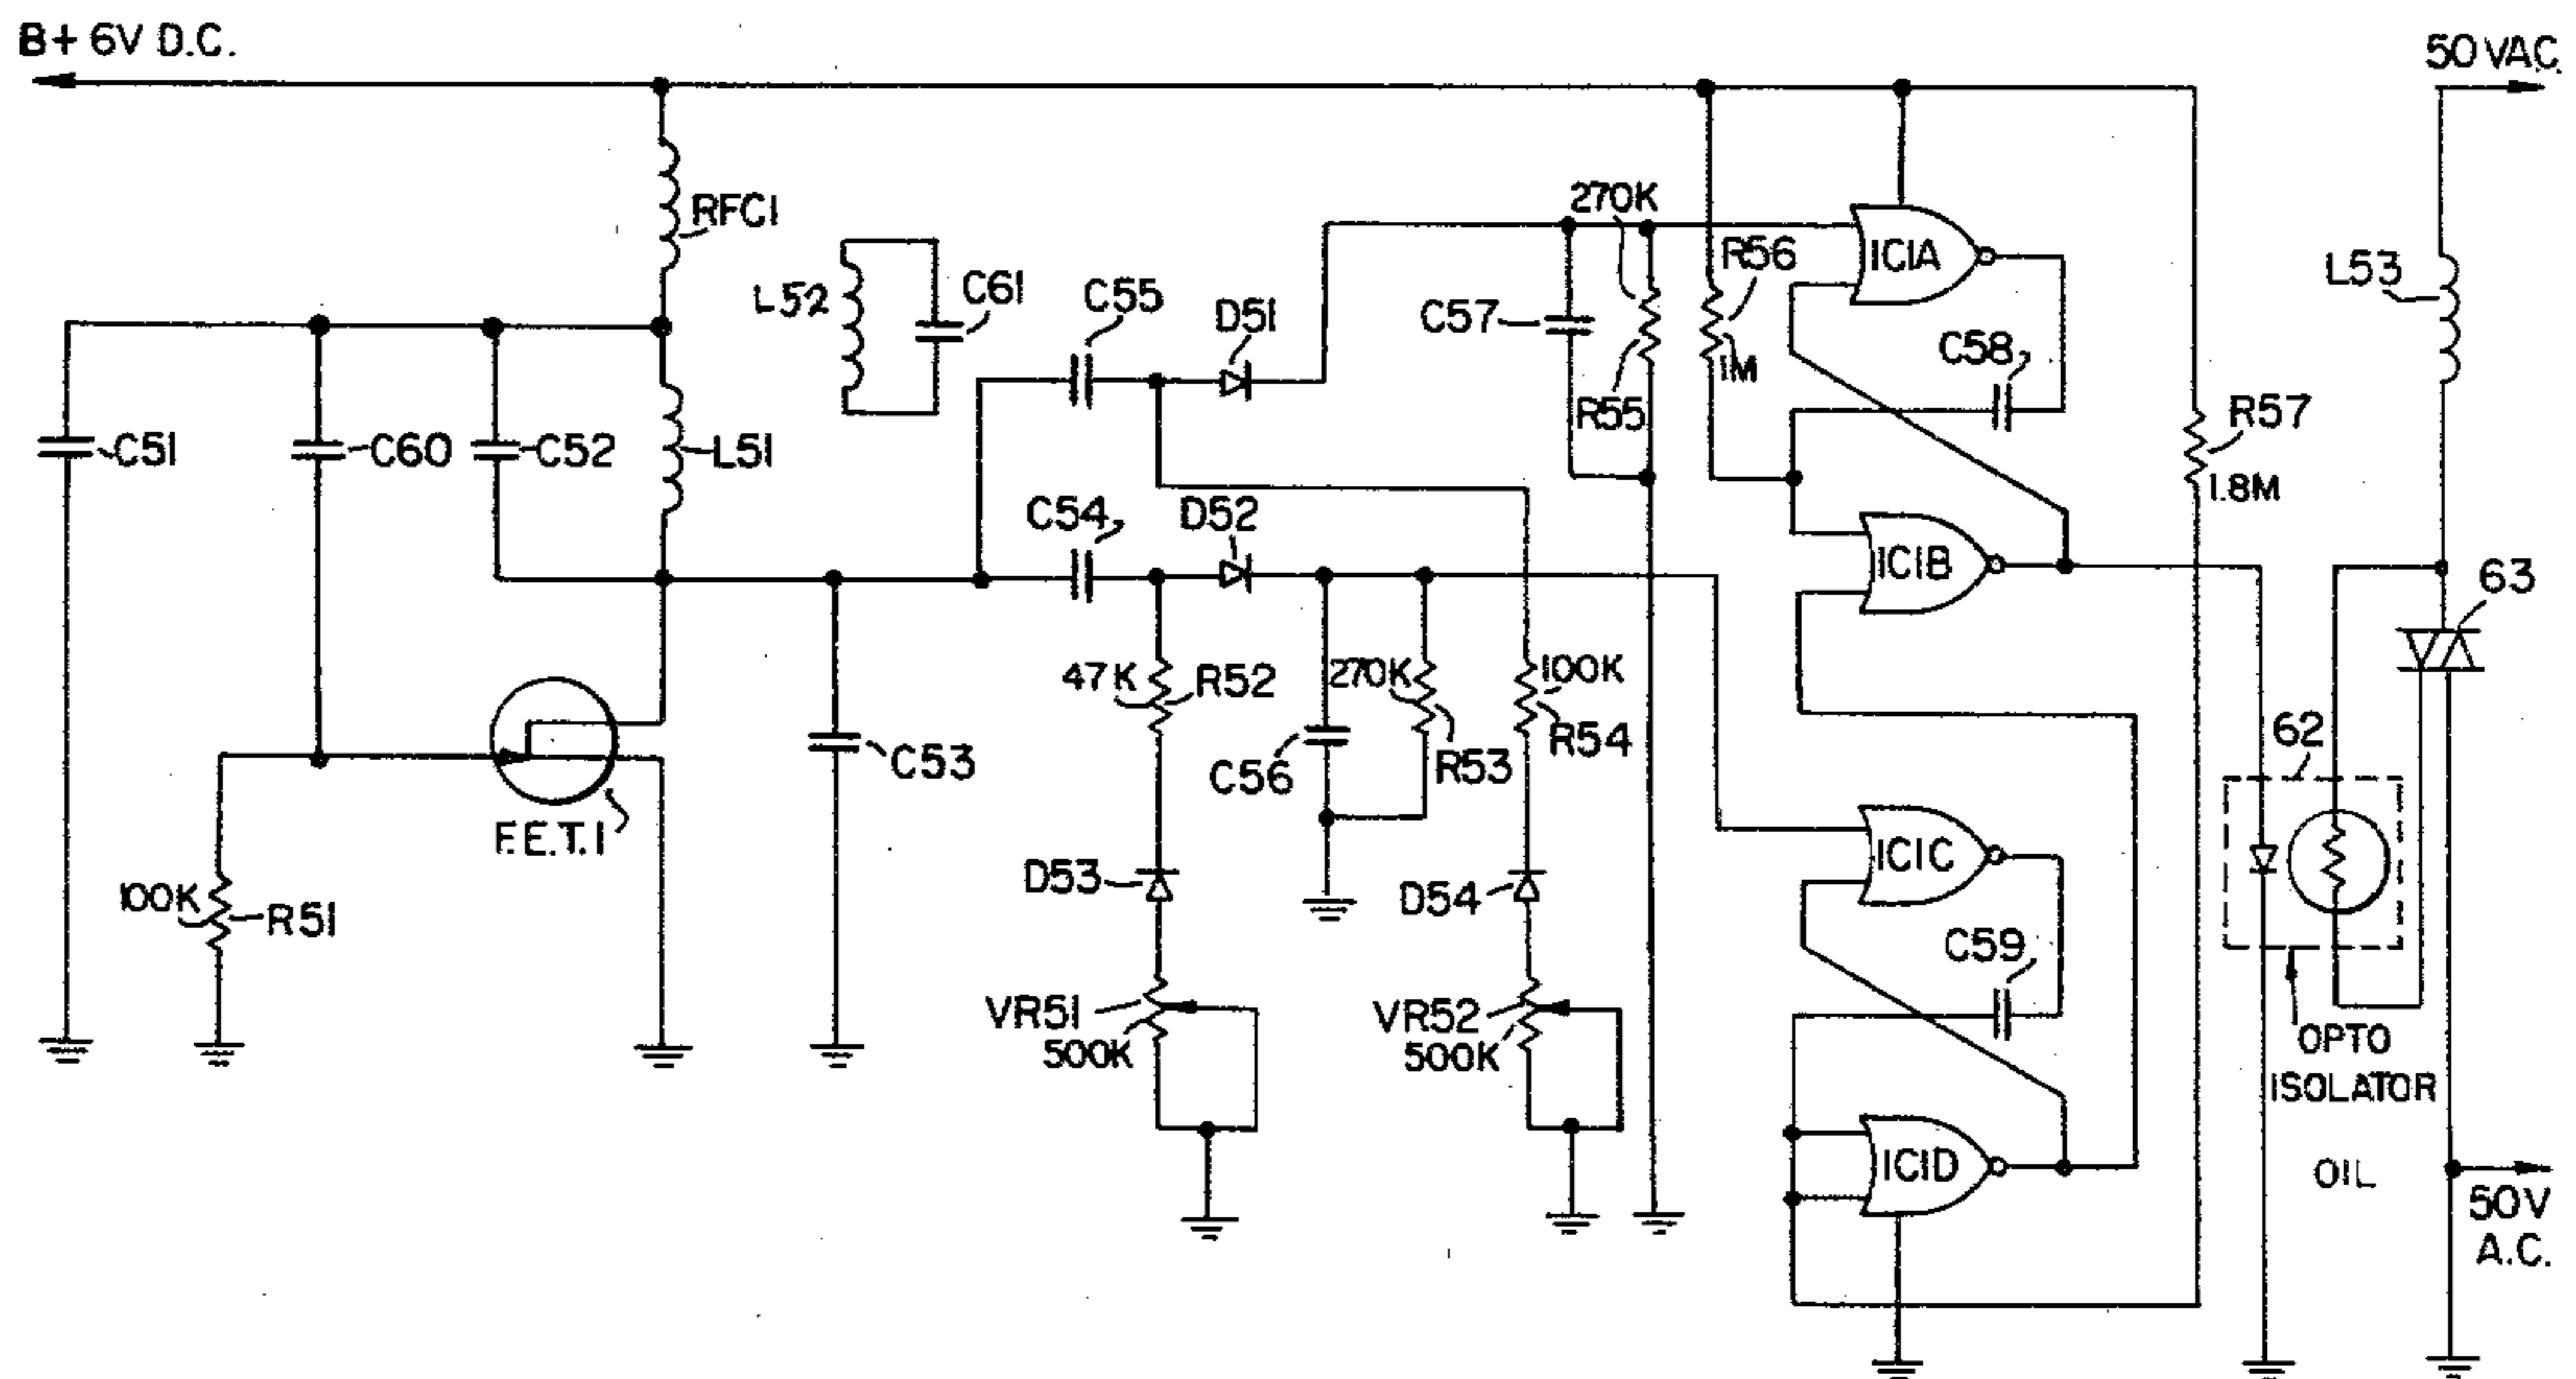 B+ 6V D.C.
50 VAC.
RFC1
270K
R56
IC1A
L53
L52
C61
C55
D51
C57
1M
C58
R55
R57
1.8M
C51
C60
C52
L51
C54
D52
IC1B
63
47K
R52
270K
100K
R54
R53
62
C53
C56
F.E.T.1
IC1C
D53
D54
100K
R51
C59
VR51
500K
VR52
500K
OPTO
ISOLATOR
IC1D
OIL
50V
A.C.